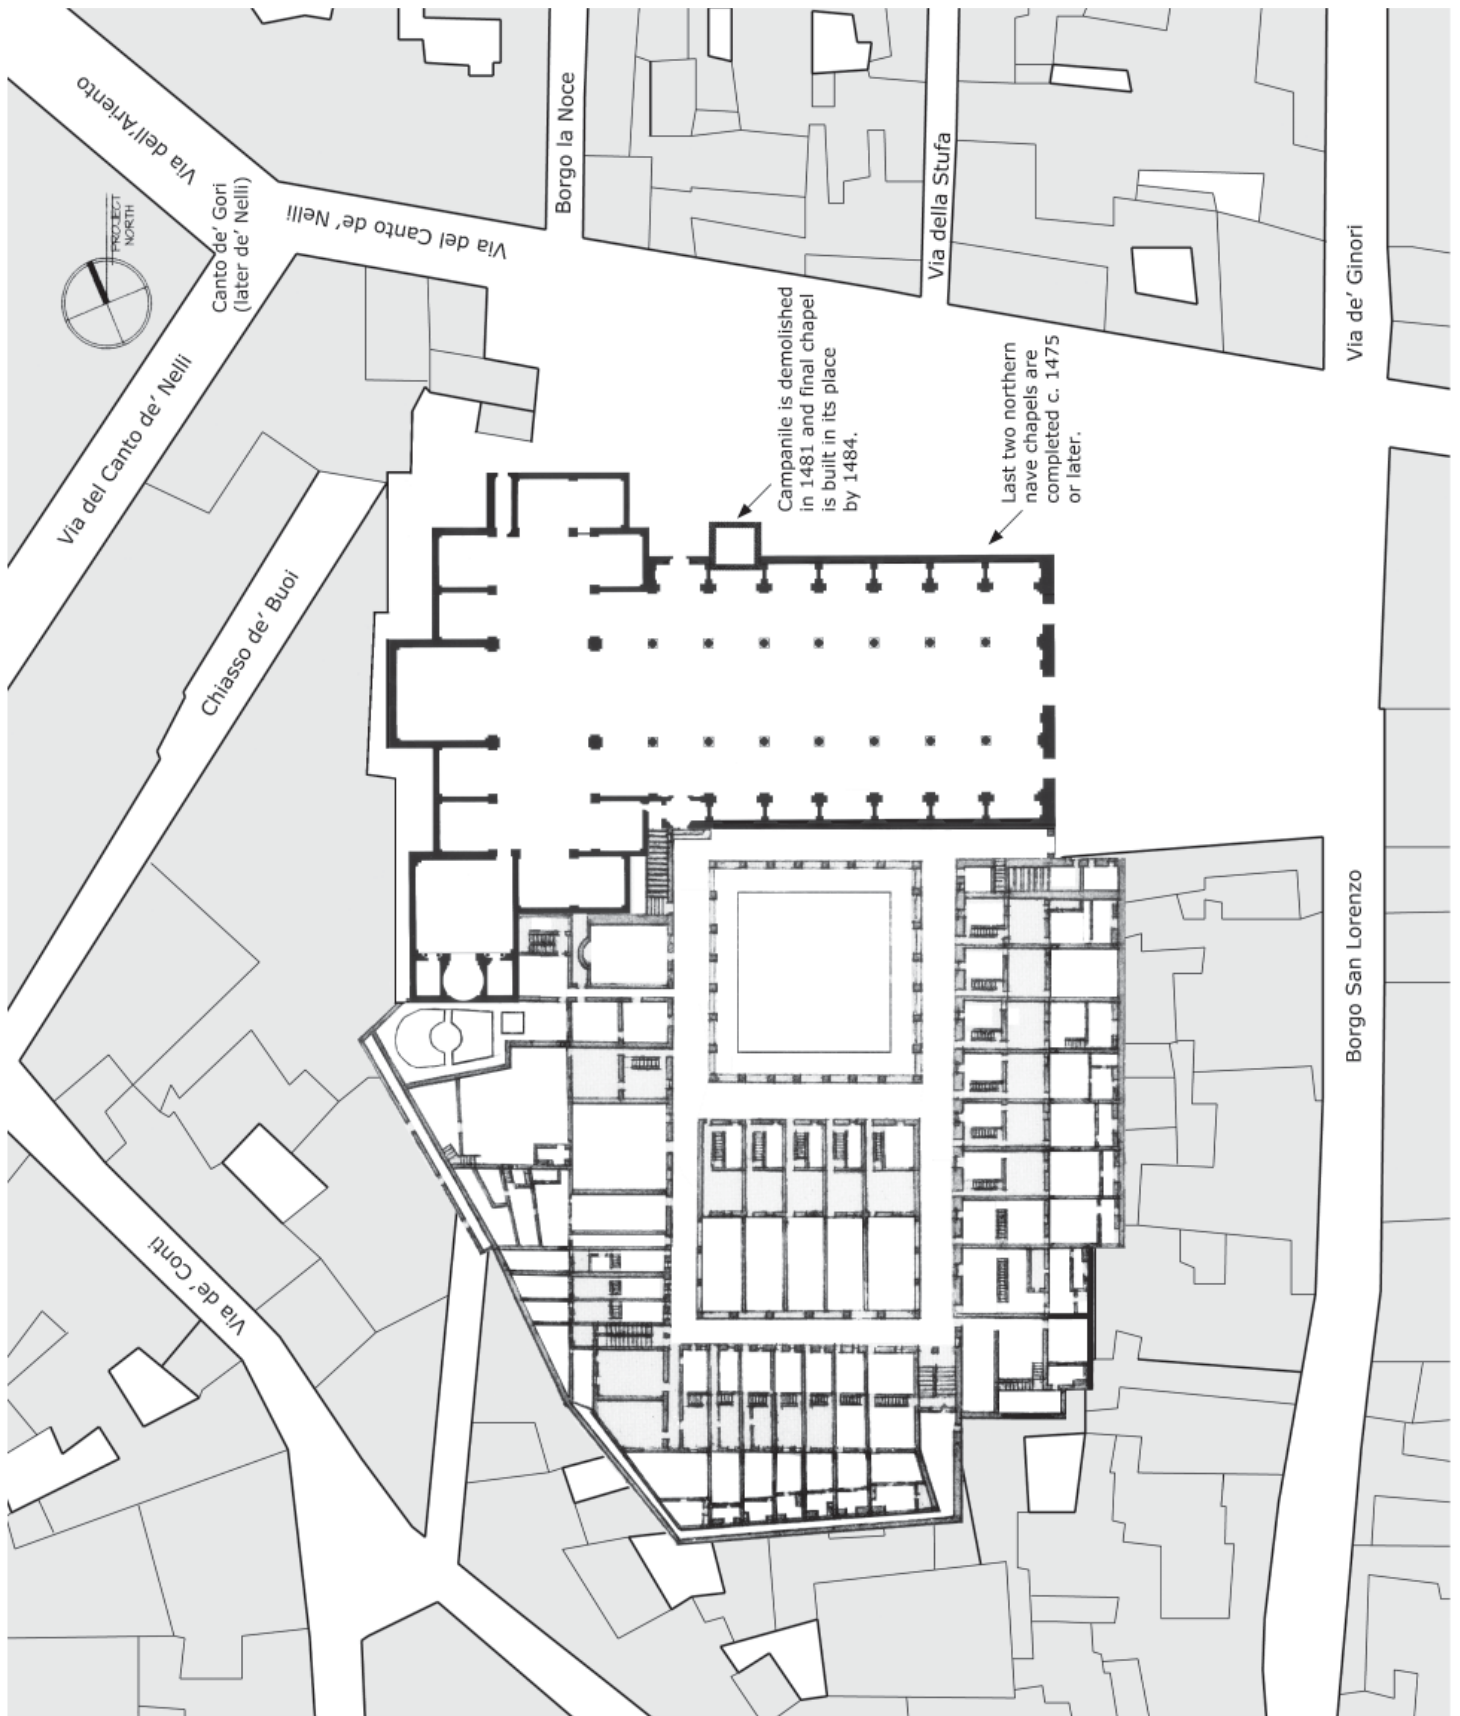 Via dell'Ariento
PROJECT
NORTH
Canto de' Gori
(later de' Nelli)
Via del Canto de' Nelli
Borgo la Noce
Via della Stufa
Via de' Ginori
Via del Canto de' Nelli
Chiasso de' Buoi
Campanile is demolished
in 1481 and final chapel
is built in its place
by 1484.
Last two northern
nave chapels are
completed c. 1475
or later.
Borgo San Lorenzo
Via de' Conti